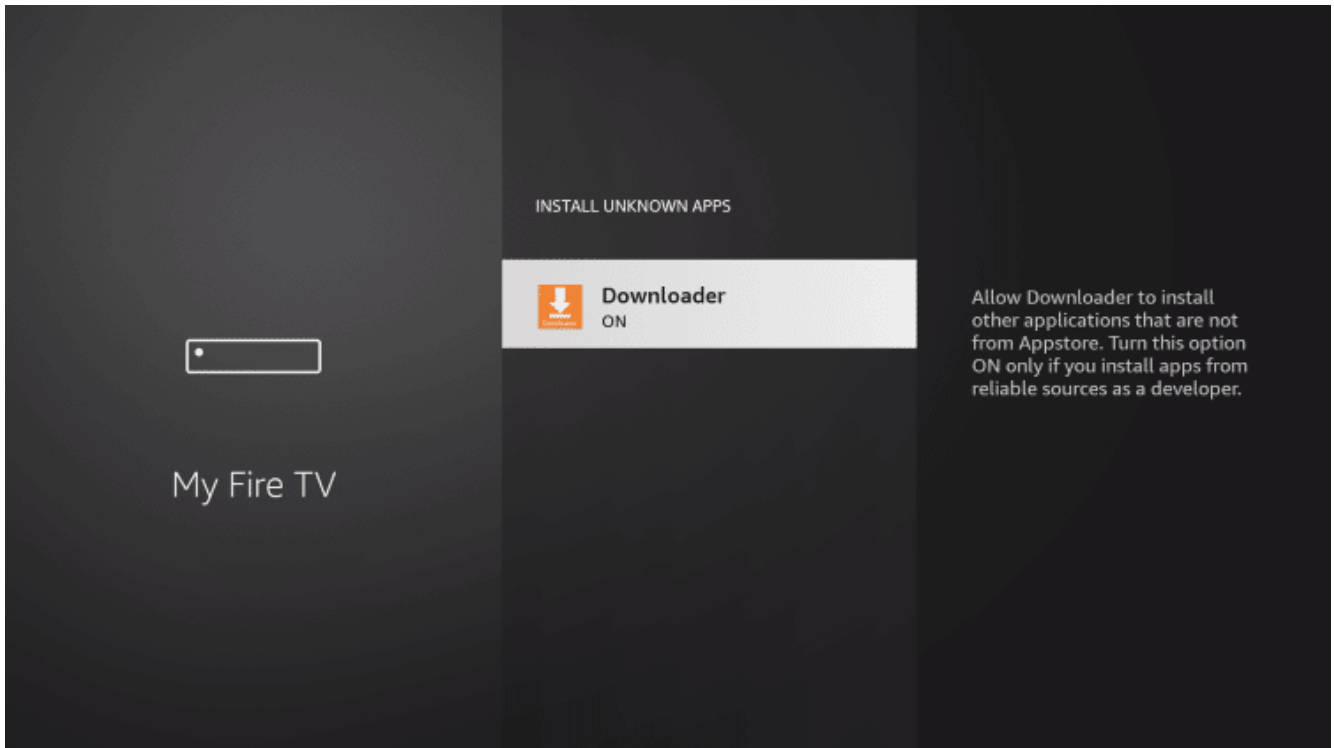 INSTALL UNKNOWN APPS
Downloader
ON
Downloader
Allow Downloader to install
other applications that are not
from Appstore. Turn this option
ON only if you install apps from
reliable sources as a developer.
My Fire TV